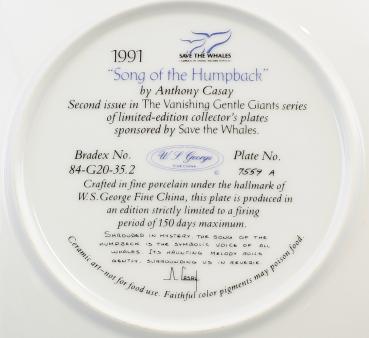 1991
SAVE THE WHALES
"Song of the Humpback"
by Anthony Casay
Second issue in The Vanishing Gentle Giants series
of limited-edition collector's plates
sponsored by Save the Whales.
Bradex No.
84-G20-35.2
W. S. George
FINE CHINA
©
Plate No.
7559 A
Crafted in fine porcelain under the hallmark of
W.S. George Fine China, this plate is produced in
an edition strictly limited to a firing
period of 150 days maximum.
SHROUDED IN MYSTERY, THE SONG OF THE
HUMPBACK IS THE SYMBOLIC VOICE OF ALL
WHALES. ITS HAUNTING MELODY ROLLS
GENTLY, SURROUNDING US IN REVERIE.
Ceramic art–not for food use. Faithful color pigments may poison food.